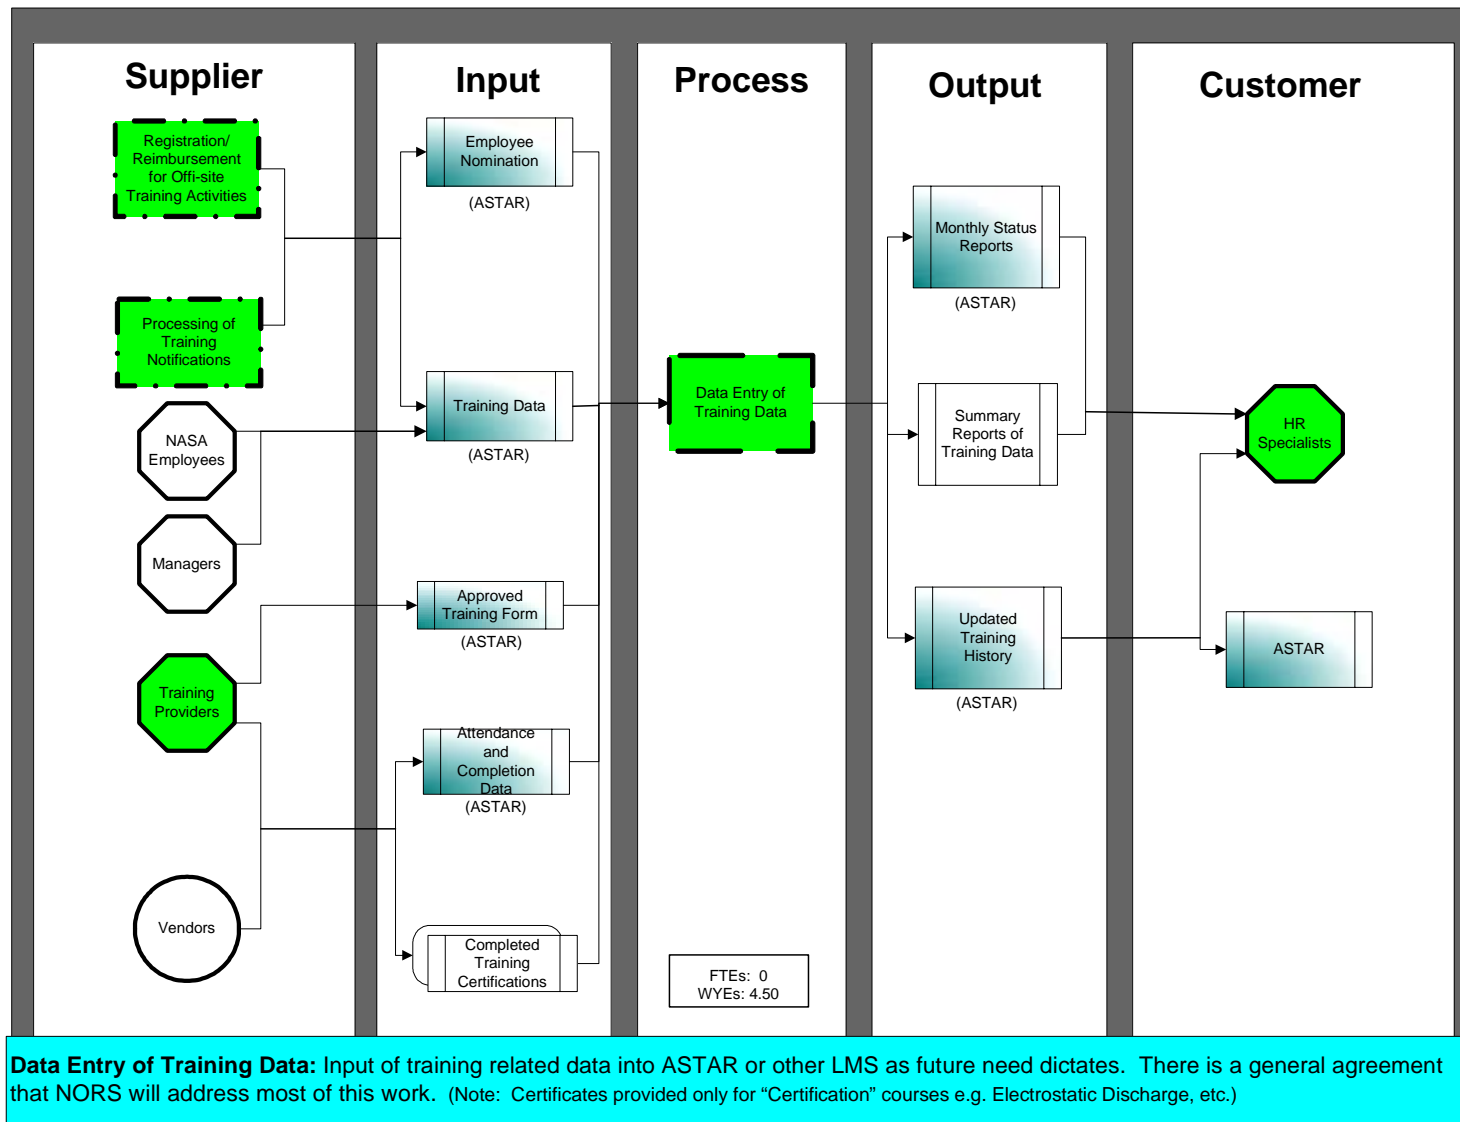 Supplier
Registration/
Reimbursement
for Offi-site
Training Activities
Processing of
Training
Notifications
NASA
Employees
Managers
Training
Providers
Vendors
Input
Employee
Nomination
(ASTAR)
Training Data
(ASTAR)
Approved
Training Form
(ASTAR)
Attendance
and
Completion
Data
(ASTAR)
Completed
Training
Certifications
Process
Data Entry of
Training Data
FTEs: 0
WYEs: 4.50
Output
Monthly Status
Reports
(ASTAR)
Summary
Reports of
Training Data
Updated
Training
History
(ASTAR)
Customer
HR
Specialists
ASTAR
Data Entry of Training Data: Input of training related data into ASTAR or other LMS as future need dictates. There is a general agreement
that NORS will address most of this work. (Note: Certificates provided only for “Certification” courses e.g. Electrostatic Discharge, etc.)